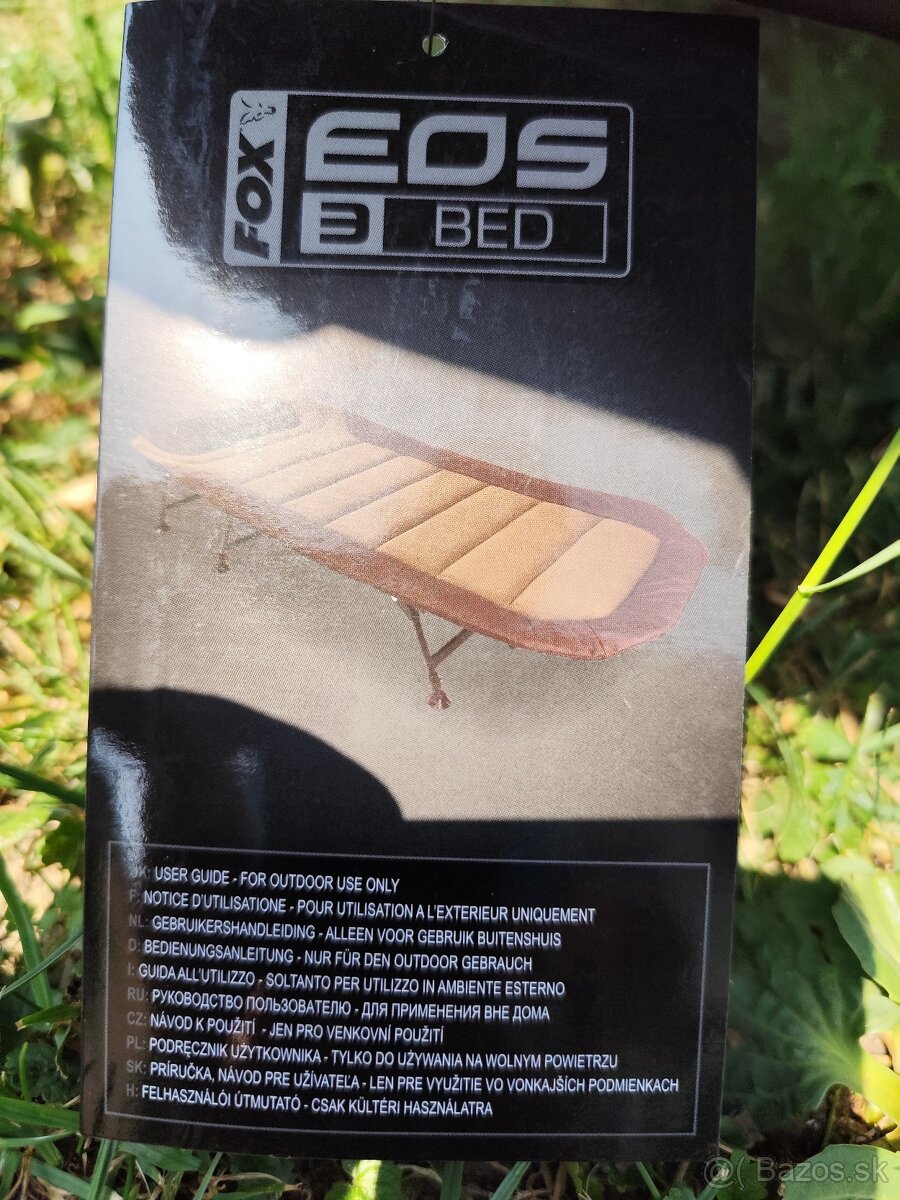 FOX
EOS
3 BED
UK: USER GUIDE - FOR OUTDOOR USE ONLY
F: NOTICE D'UTILISATIONE - POUR UTILISATION A L'EXTERIEUR UNIQUEMENT
NL: GEBRUIKERSHANDLEIDING - ALLEEN VOOR GEBRUIK BUITENSHUIS
D: BEDIENUNGSANLEITUNG - NUR FÜR DEN OUTDOOR GEBRAUCH
I: GUIDA ALL'UTILIZZO - SOLTANTO PER UTILIZZO IN AMBIENTE ESTERNO
RU: РУКОВОДСТВО ПОЛЬЗОВАТЕЛЮ - ДЛЯ ПРИМЕНЕНИЯ ВНЕ ДОМА
CZ: NÁVOD K POUŽITÍ - JEN PRO VENKOVNÍ POUŽITÍ
PL: PODRĘCZNIK UŻYTKOWNIKA - TYLKO DO UŻYWANIA NA WOLNYM POWIETRZU
SK: PRÍRUČKA, NÁVOD PRE UŽÍVATEĽA - LEN PRE VYUŽITIE VO VONKAJŠÍCH PODMIENKACH
H: FELHASZNÁLÓI ÚTMUTATÓ - CSAK KÜLTÉRI HASZNÁLATRA
Bazos.sk